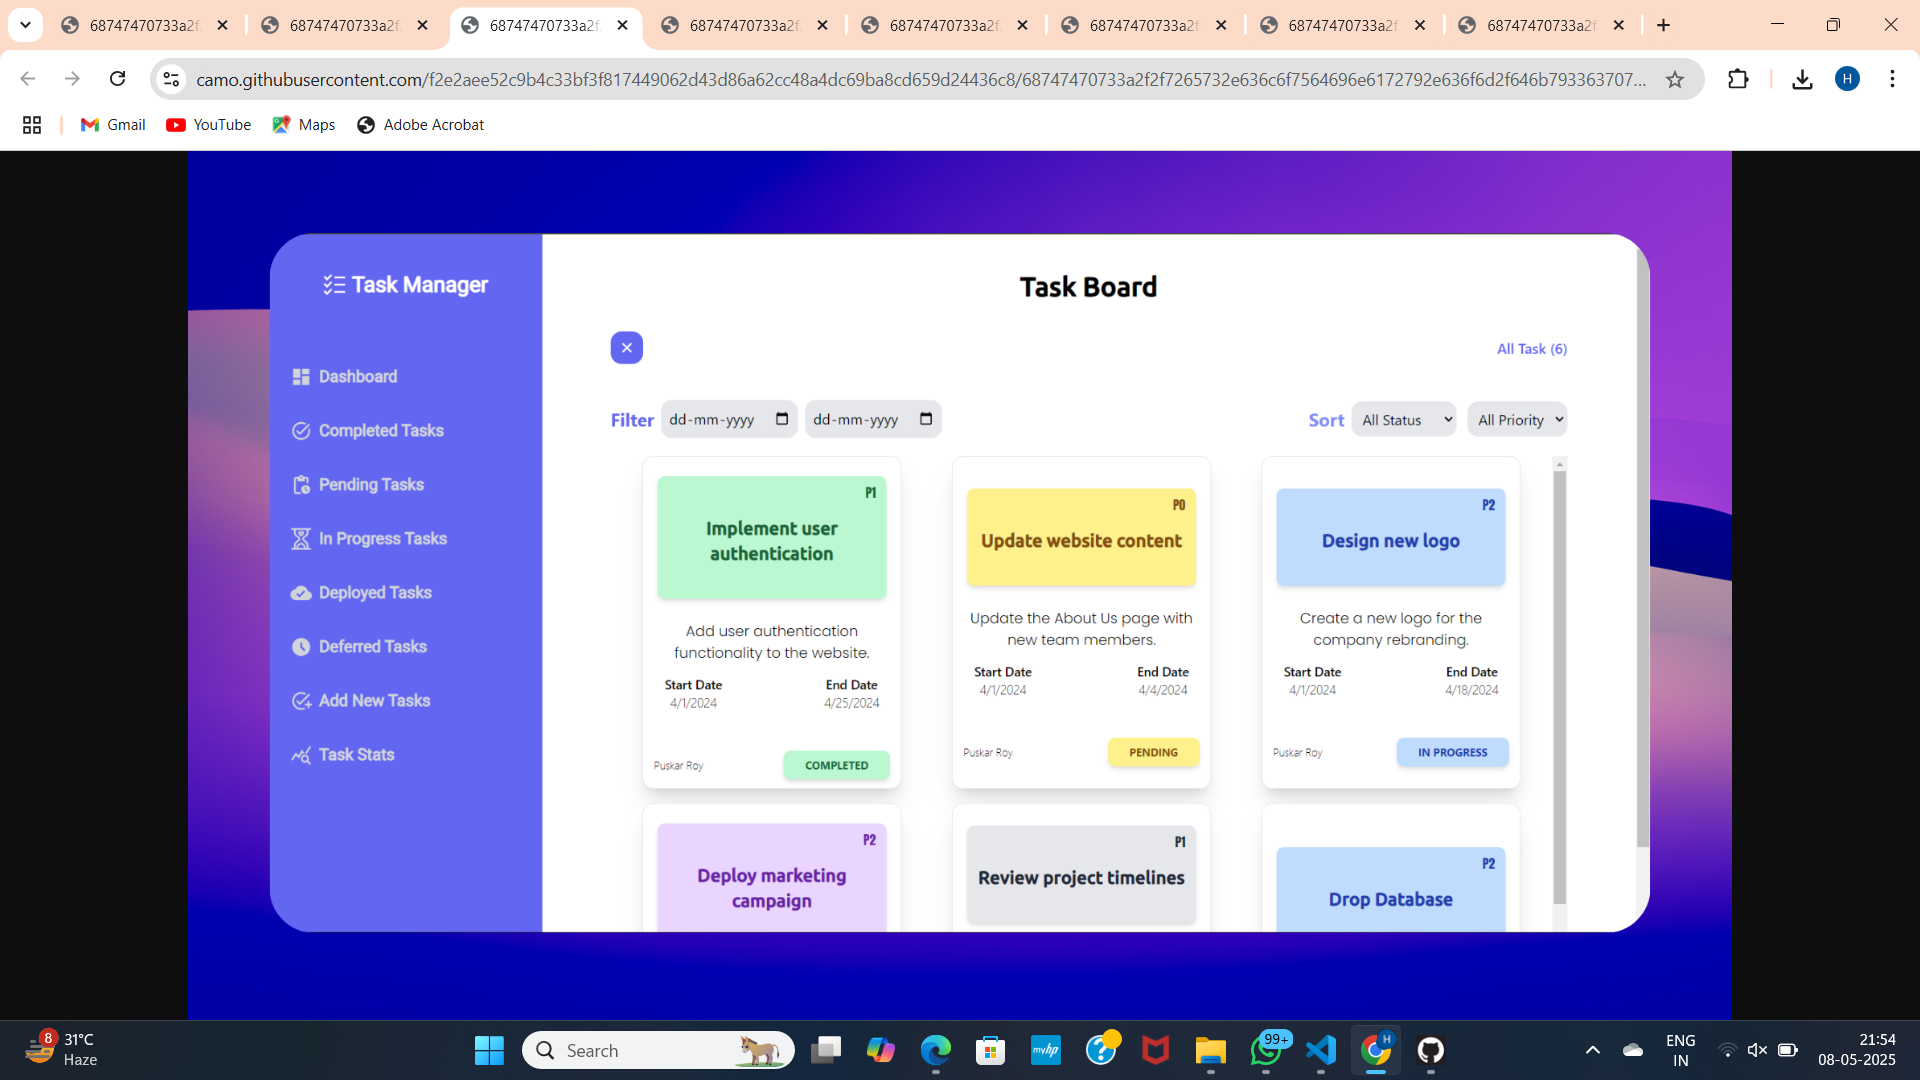 68747470733a2f
68747470733a2f
68747470733a2f
68747470733a2f
68747470733a2f
68747470733a2f
68747470733a2f
68747470733a2f
camo.githubusercontent.com/f2e2aee52c9b4c33bf3f817449062d43d86a62cc48a4dc69ba8cd659d24436c8/68747470733a2f2f7265732e636c6f7564696e6172792e636f6d2f646b793363707...
H
Gmail
YouTube
Maps
Adobe Acrobat
Task Manager
Dashboard
Completed Tasks
Pending Tasks
In Progress Tasks
Deployed Tasks
Deferred Tasks
Add New Tasks
Task Stats
Task Board
All Task (6)
Filter dd-mm-yyyy dd-mm-yyyy
Sort All Status All Priority
P1
Implement user
authentication
Add user authentication
functionality to the website.
Start Date End Date
4/1/2024 4/25/2024
Puskar Roy COMPLETED
P0
Update website content
Update the About Us page with
new team members.
Start Date End Date
4/1/2024 4/4/2024
Puskar Roy PENDING
P2
Design new logo
Create a new logo for the
company rebranding.
Start Date End Date
4/1/2024 4/18/2024
Puskar Roy IN PROGRESS
P2
Deploy marketing
campaign
P1
Review project timelines
P2
Drop Database
8
31°C
Haze
Search
myhp
99+
H
ENG
IN
21:54
08-05-2025